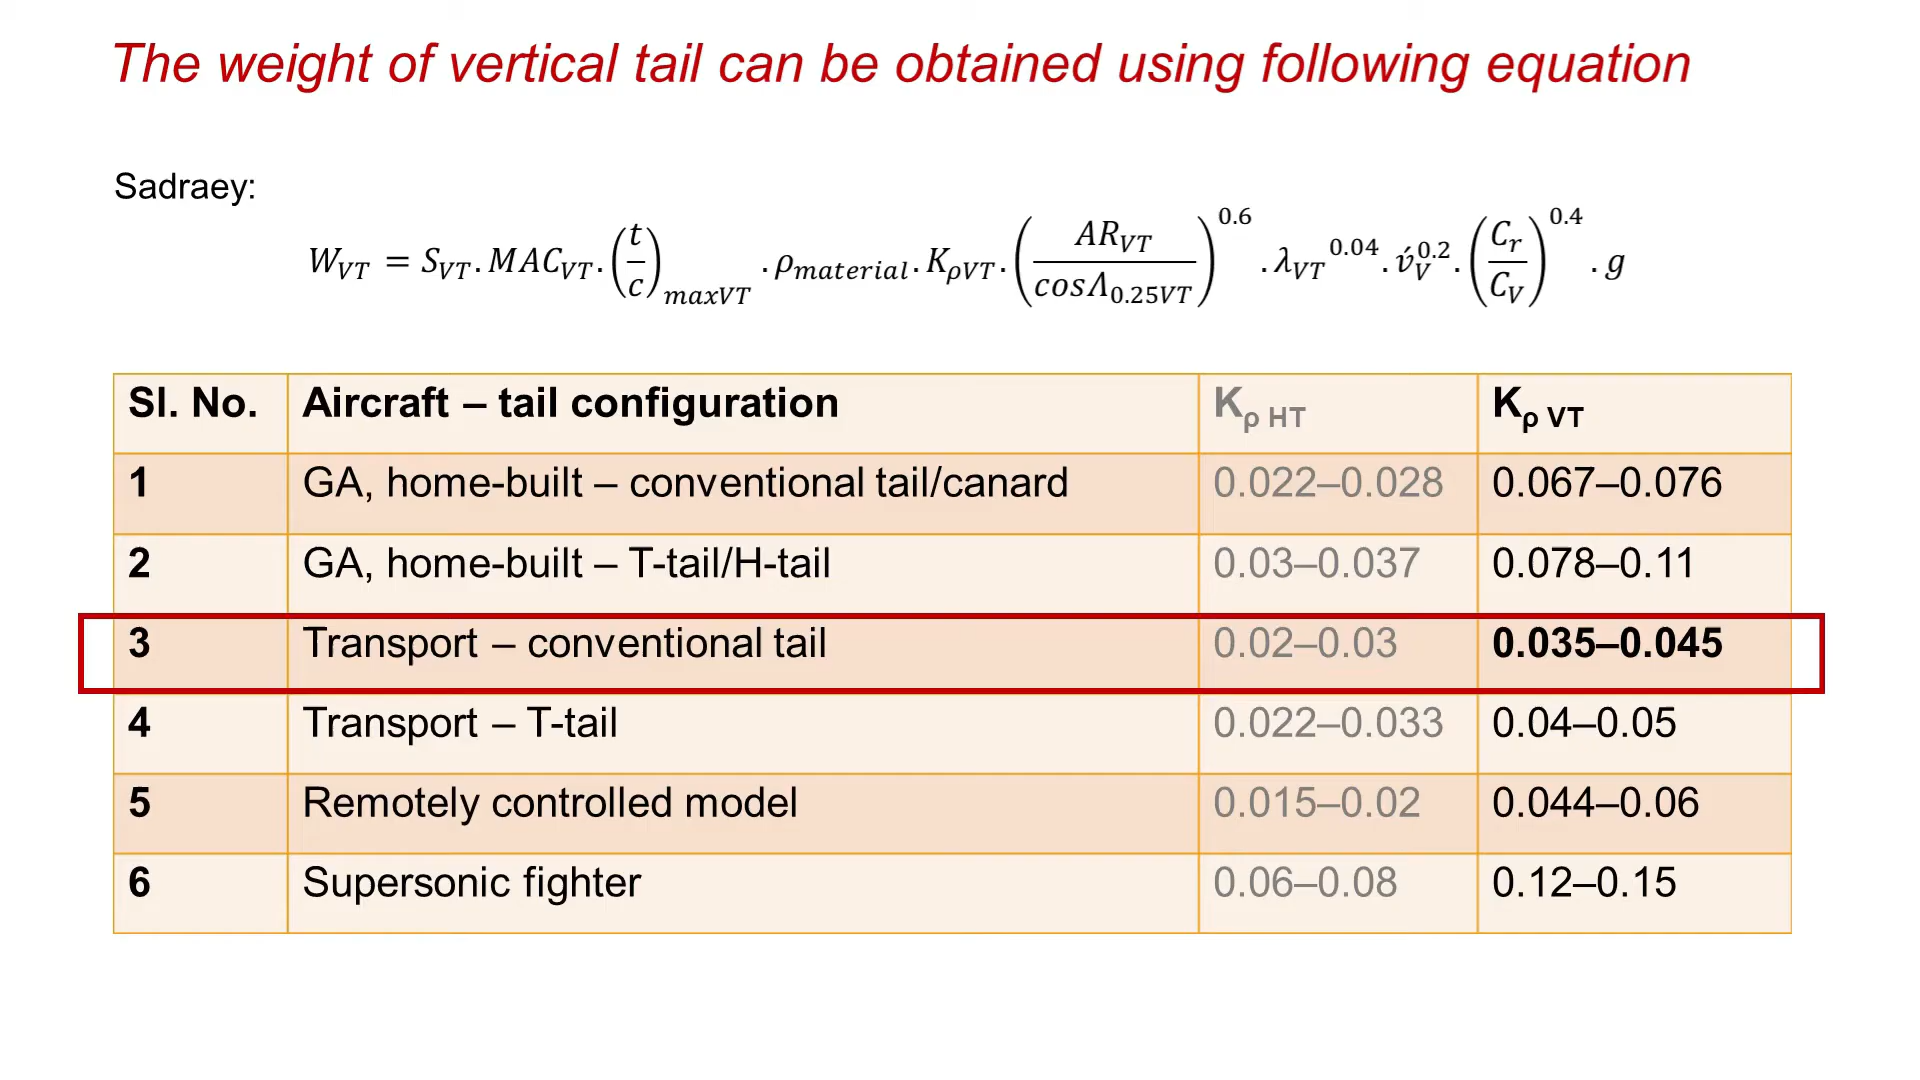 The weight of vertical tail can be obtained using following equation
Sadraey:
W_VT = S_VT . MAC_VT . (t/c)_maxVT . ρ_material . K_ρVT . (AR_VT / cosΛ_0.25VT)^0.6 . λ_VT^0.04 . v́_V^0.2 . (C_r/C_V)^0.4 . g
Sl. No. Aircraft – tail configuration K_ρ HT K_ρ VT
1 GA, home-built – conventional tail/canard 0.022–0.028 0.067–0.076
2 GA, home-built – T-tail/H-tail 0.03–0.037 0.078–0.11
3 Transport – conventional tail 0.02–0.03 0.035–0.045
4 Transport – T-tail 0.022–0.033 0.04–0.05
5 Remotely controlled model 0.015–0.02 0.044–0.06
6 Supersonic fighter 0.06–0.08 0.12–0.15